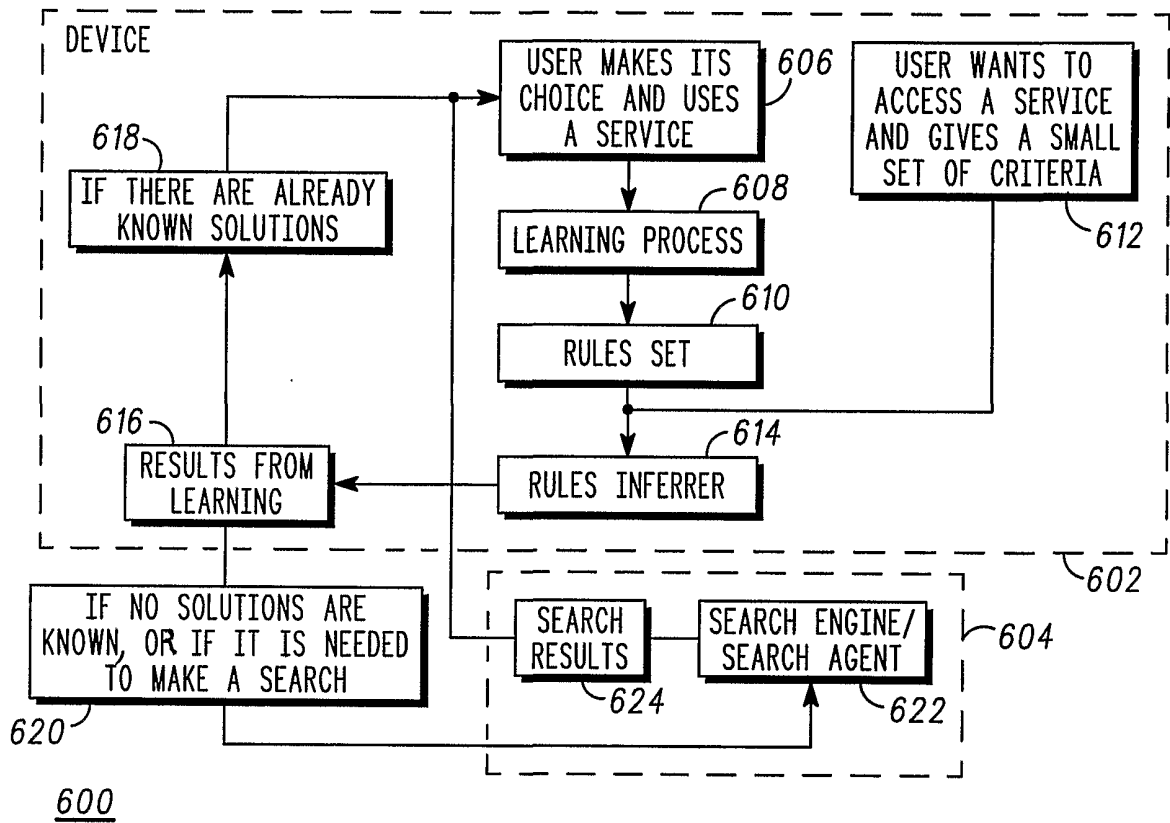 DEVICE
USER MAKES ITS
CHOICE AND USES
A SERVICE
606
USER WANTS TO
ACCESS A SERVICE
AND GIVES A SMALL
SET OF CRITERIA
612
618
IF THERE ARE ALREADY
KNOWN SOLUTIONS
608
LEARNING PROCESS
610
RULES SET
616
RESULTS FROM
LEARNING
614
RULES INFERRER
602
IF NO SOLUTIONS ARE
KNOWN, OR IF IT IS NEEDED
TO MAKE A SEARCH
620
SEARCH
RESULTS
624
SEARCH ENGINE/
SEARCH AGENT
622
604
600